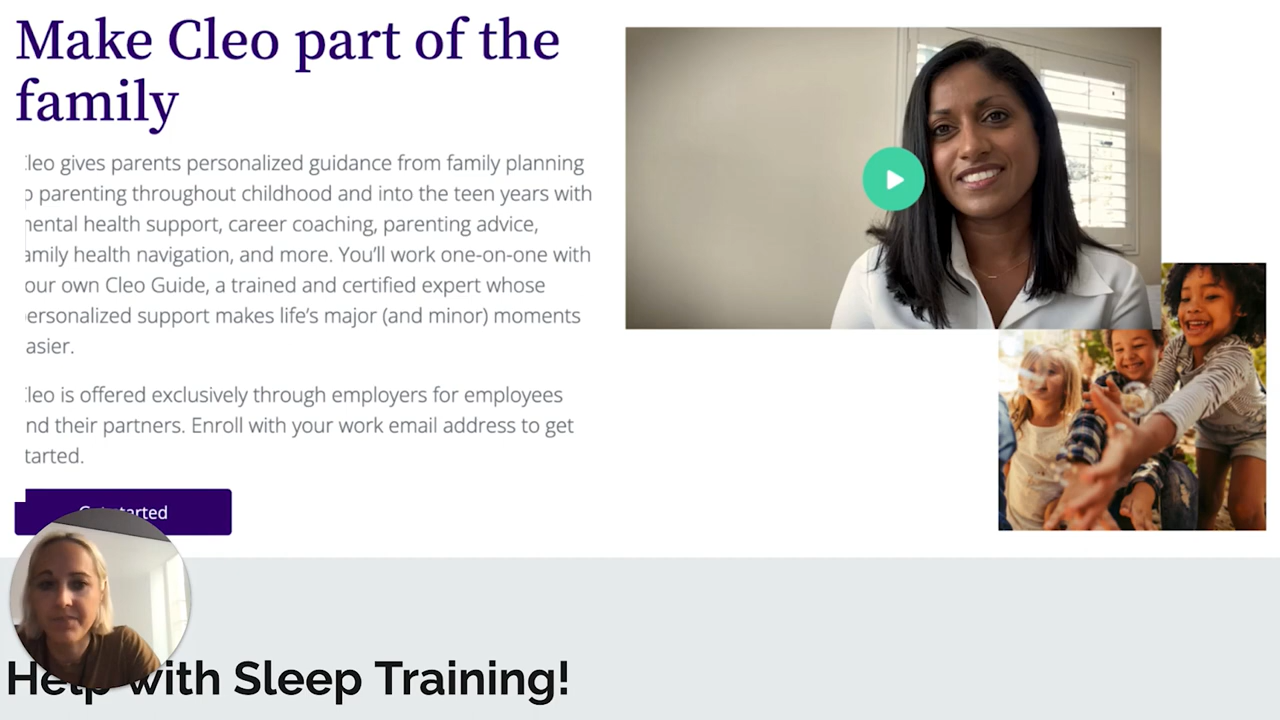 Make Cleo part of the
family
leo gives parents personalized guidance from family planning
parenting throughout childhood and into the teen years with
ental health support, career coaching, parenting advice,
amily health navigation, and more. You'll work one-on-one with
our own Cleo Guide, a trained and certified expert whose
ersonalized support makes life's major (and minor) moments
asier.
leo is offered exclusively through employers for employees
nd their partners. Enroll with your work email address to get
tarted.
Get started
Help with Sleep Training!